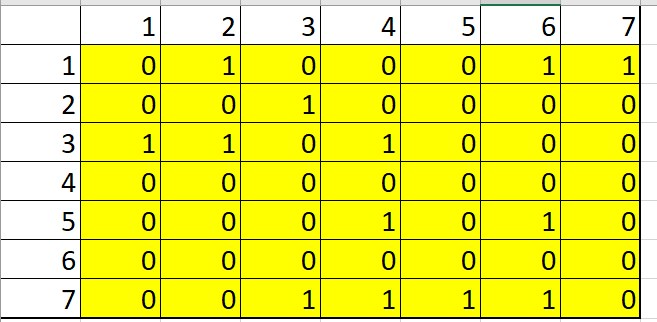 1 2 3 4 5 6 7
1 0 1 0 0 0 1 1
2 0 0 1 0 0 0 0
3 1 1 0 1 0 0 0
4 0 0 0 0 0 0 0
5 0 0 0 1 0 1 0
6 0 0 0 0 0 0 0
7 0 0 1 1 1 1 0